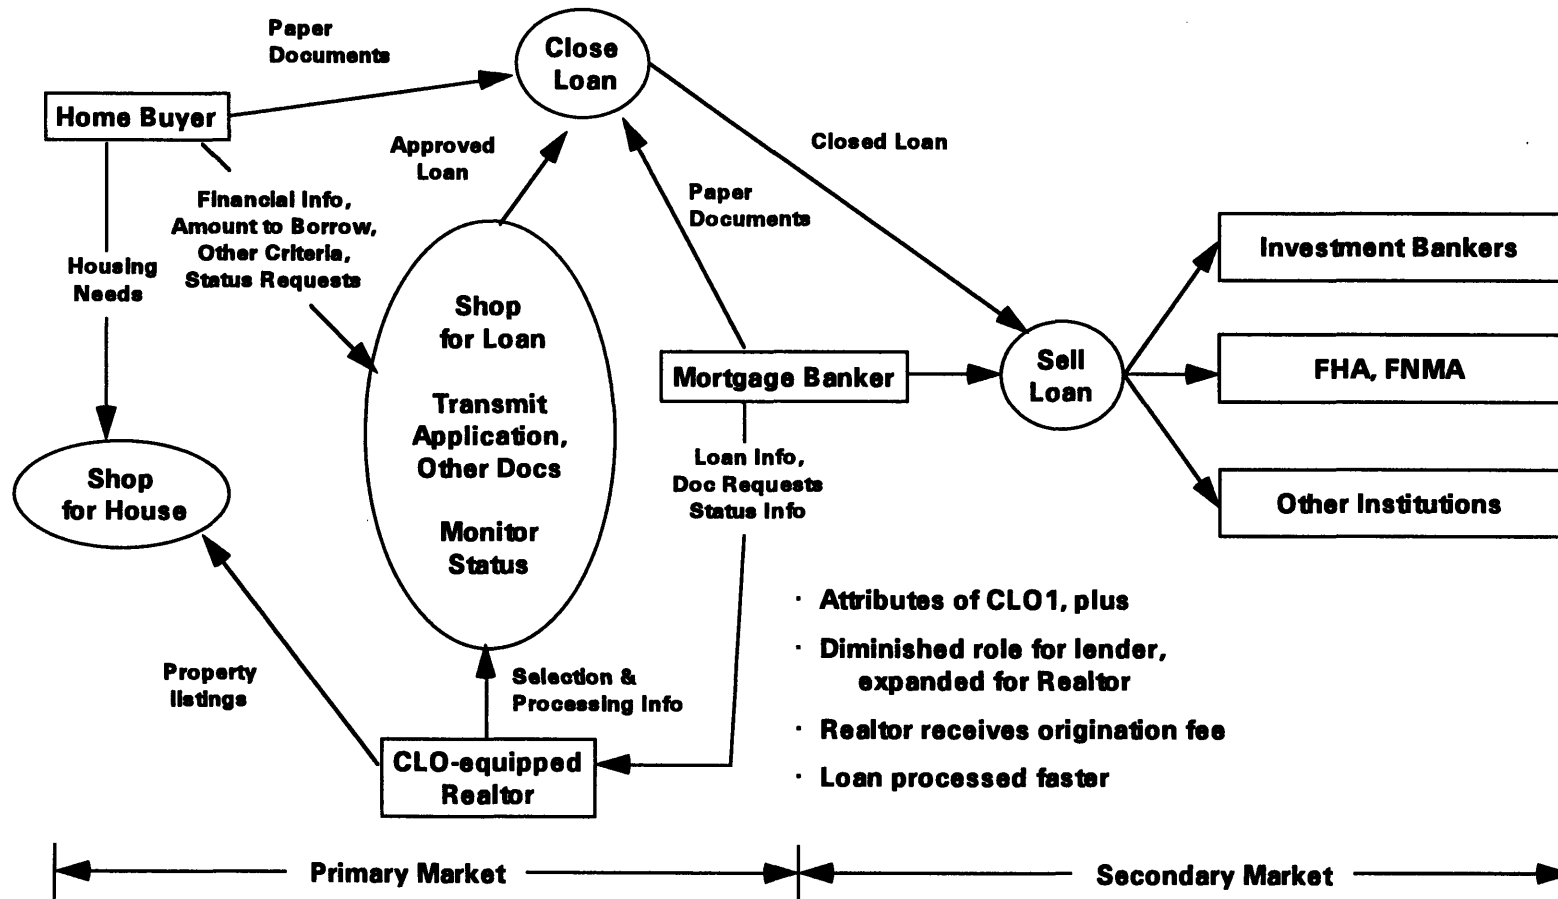 Paper
Documents
Close
Loan
Home Buyer
Approved
Loan
Closed Loan
Financial Info,
Amount to Borrow,
Other Criteria,
Status Requests
Paper
Documents
Housing
Needs
Investment Bankers
Shop
for Loan
Transmit
Application,
Other Docs
Monitor
Status
Mortgage Banker
Sell
Loan
FHA, FNMA
Shop
for House
Loan Info,
Doc Requests
Status Info
Other Institutions
Property
listings
Selection &
Processing Info
CLO-equipped
Realtor
· Attributes of CLO1, plus
· Diminished role for lender,
expanded for Realtor
· Realtor receives origination fee
· Loan processed faster
Primary Market
Secondary Market